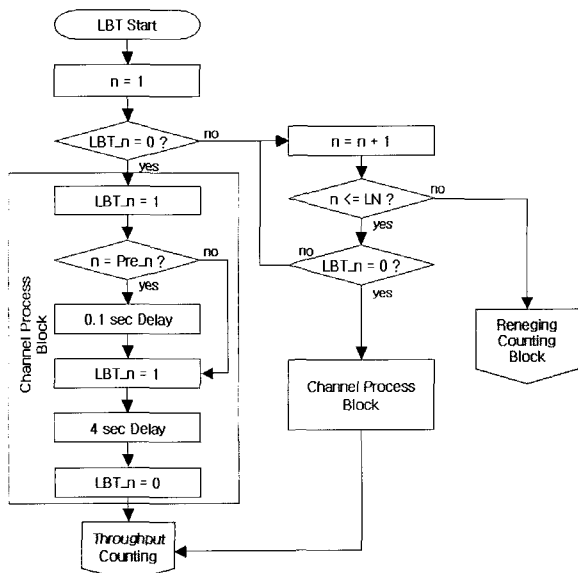 LBT Start
n = 1
LBT_n = 0 ?
no
yes
Channel Process
Block
LBT_n = 1
n = Pre_n ?
no
yes
0.1 sec Delay
LBT_n = 1
4 sec Delay
LBT_n = 0
Throughput
Counting
n = n + 1
n <= LN ?
no
yes
no
LBT_n = 0 ?
yes
Channel Process
Block
Reneging
Counting
Block